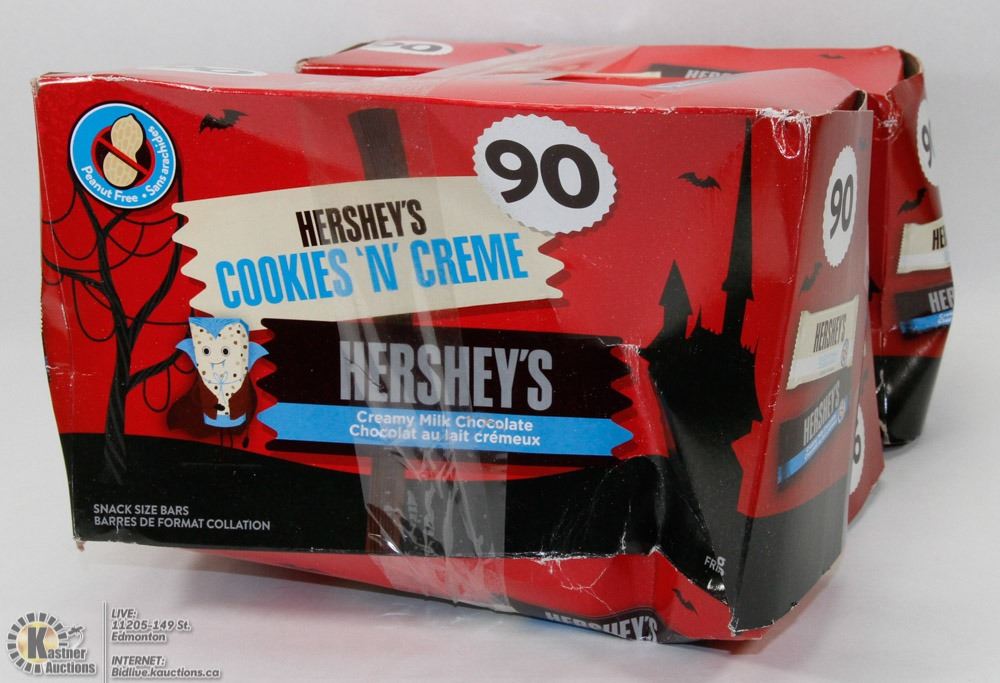 90
90
HERSHEY'S
90
Peanut Free • Sans arachides
90
HERSHEY'S
COOKIES 'N' CREME
HERSHEY'S
Creamy Milk Chocolate
Chocolat au lait crémeux
HERSHEY'S
HERSHEY'S
SNACK SIZE BARS
BARRES DE FORMAT COLLATION
HERSHEY'S
Kastner
Auctions
LIVE:
11205-149 St.
Edmonton
INTERNET:
Bidlive.kauctions.ca